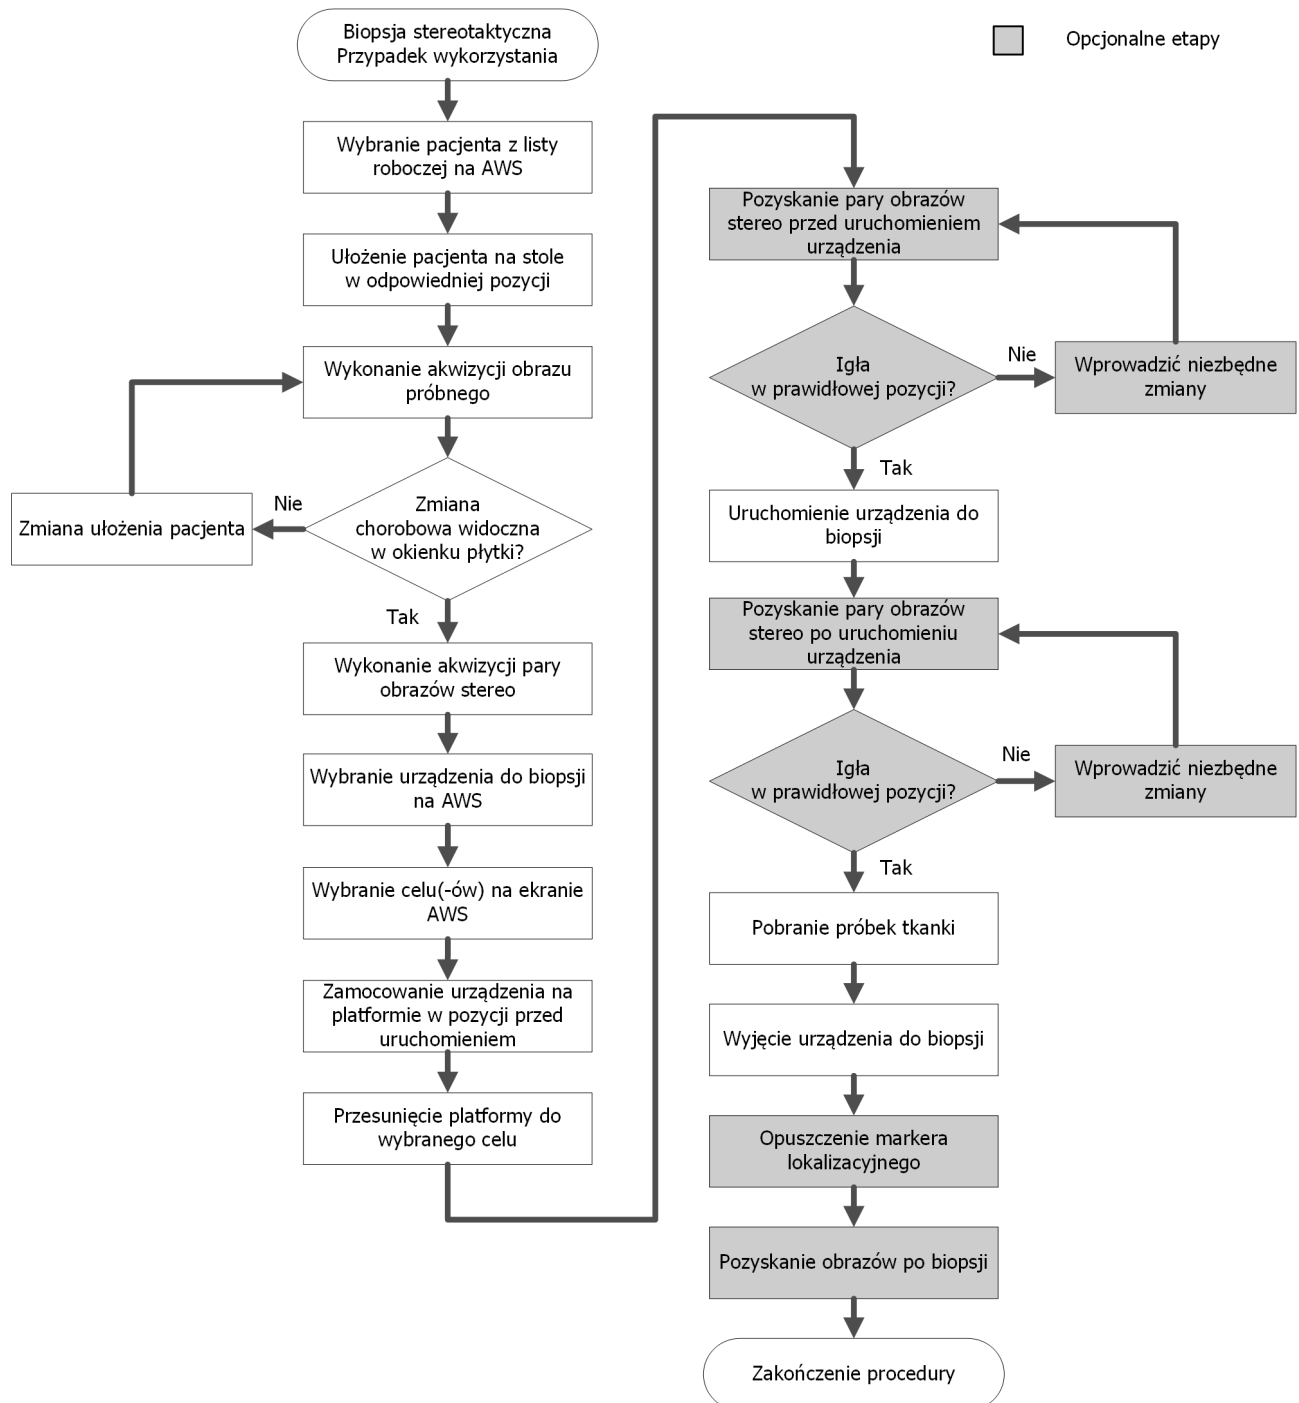 Biopsja stereotaktyczna
Przypadek wykorzystania
Opcjonalne etapy
Wybranie pacjenta z listy
roboczej na AWS
Ułożenie pacjenta na stole
w odpowiedniej pozycji
Wykonanie akwizycji obrazu
próbnego
Zmiana
chorobowa widoczna
w okienku płytki?
Nie
Zmiana ułożenia pacjenta
Tak
Wykonanie akwizycji pary
obrazów stereo
Wybranie urządzenia do biopsji
na AWS
Wybranie celu(-ów) na ekranie
AWS
Zamocowanie urządzenia na
platformie w pozycji przed
uruchomieniem
Przesunięcie platformy do
wybranego celu
Pozyskanie pary obrazów
stereo przed uruchomieniem
urządzenia
Igła
w prawidłowej pozycji?
Nie
Wprowadzić niezbędne
zmiany
Tak
Uruchomienie urządzenia do
biopsji
Pozyskanie pary obrazów
stereo po uruchomieniu
urządzenia
Igła
w prawidłowej pozycji?
Nie
Wprowadzić niezbędne
zmiany
Tak
Pobranie próbek tkanki
Wyjęcie urządzenia do biopsji
Opuszczenie markera
lokalizacyjnego
Pozyskanie obrazów po biopsji
Zakończenie procedury